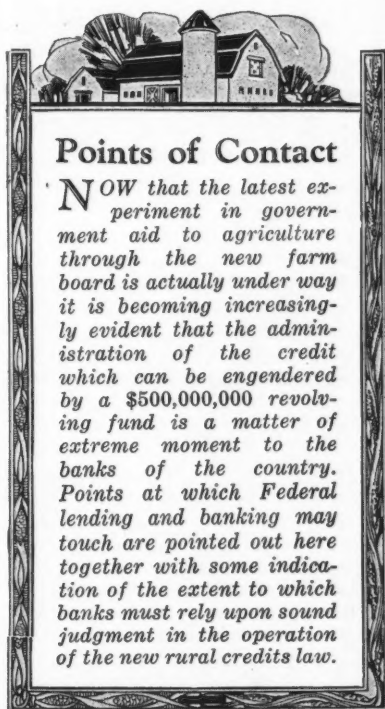 Points of Contact
NOW that the latest ex-
periment in govern-
ment aid to agriculture
through the new farm
board is actually under way
it is becoming increasing-
ly evident that the admin-
istration of the credit
which can be engendered
by a $500,000,000 revolv-
ing fund is a matter of
extreme moment to the
banks of the country.
Points at which Federal
lending and banking may
touch are pointed out here
together with some indica-
tion of the extent to which
banks must rely upon sound
judgment in the operation
of the new rural credits law.